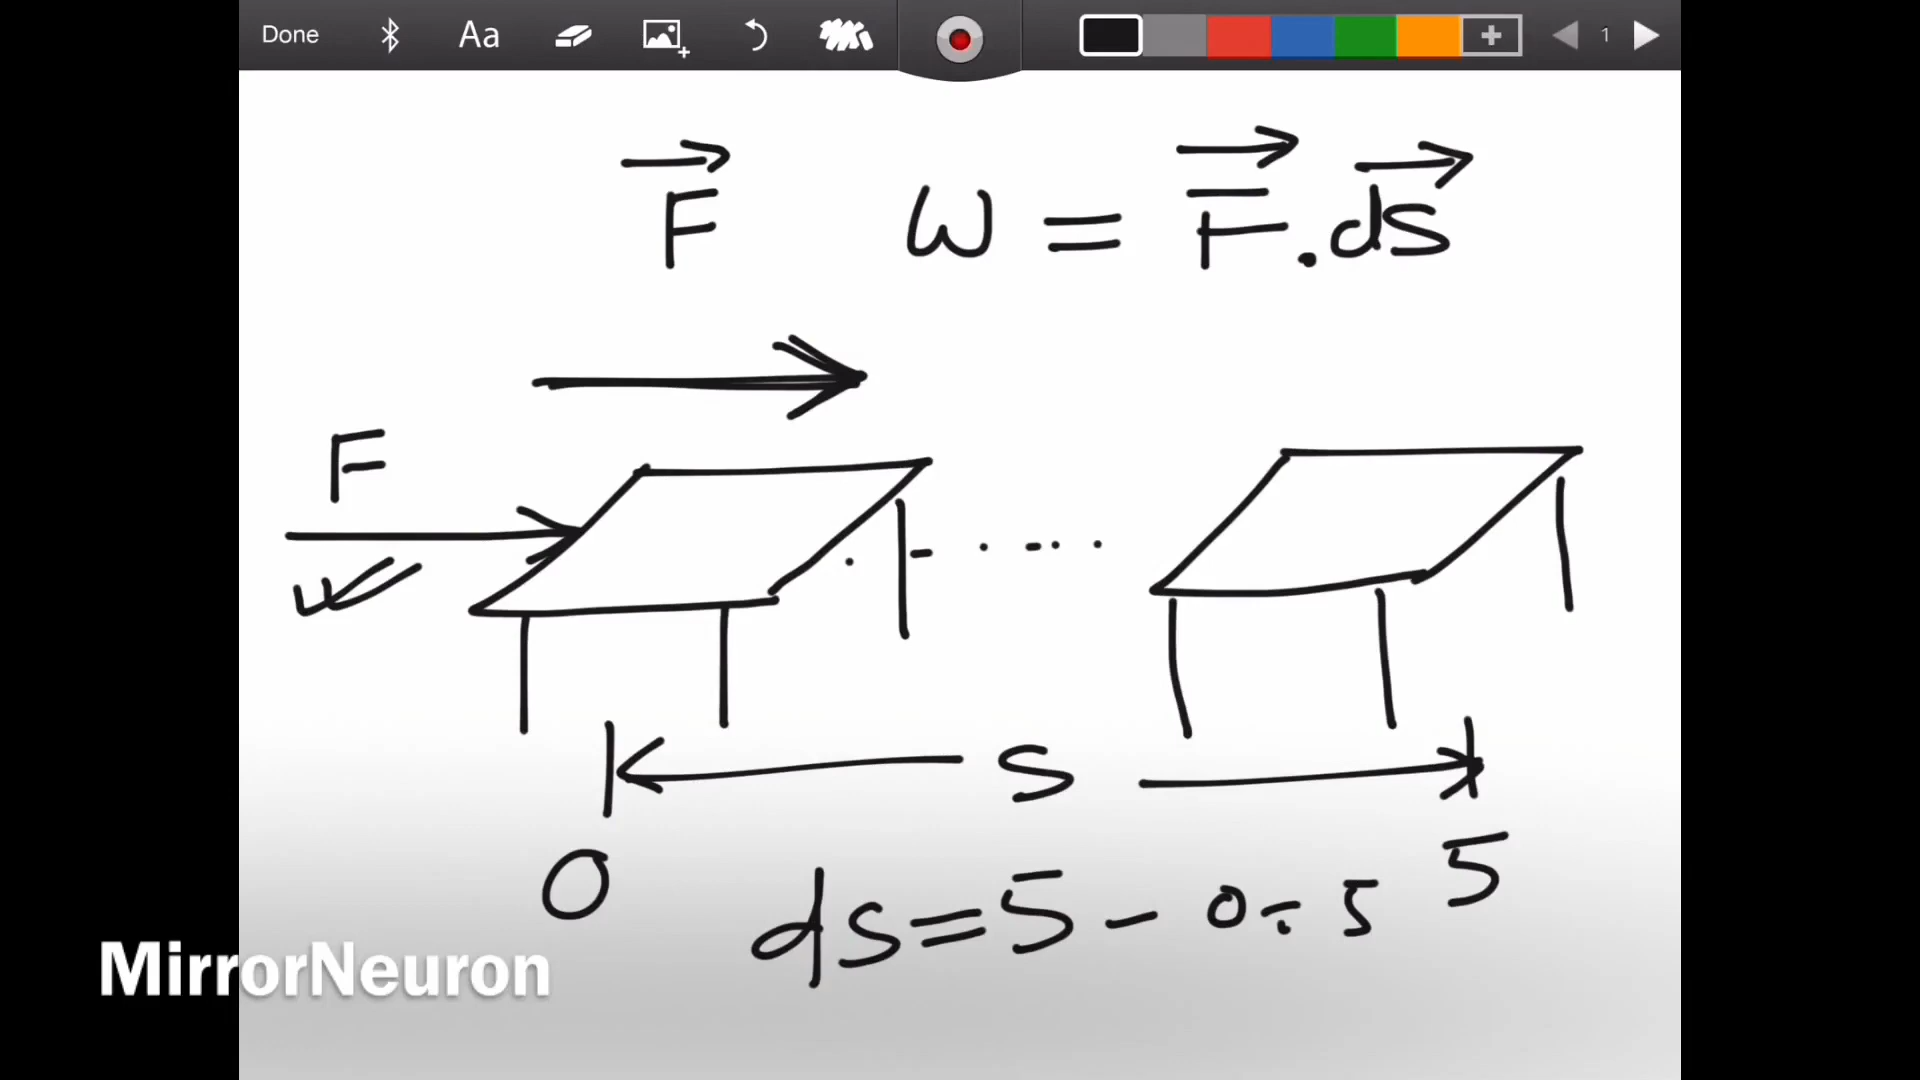 Done Aa 1
F W = F.ds
F
S
0 5
ds = 5 - 0 = 5
MirrorNeuron